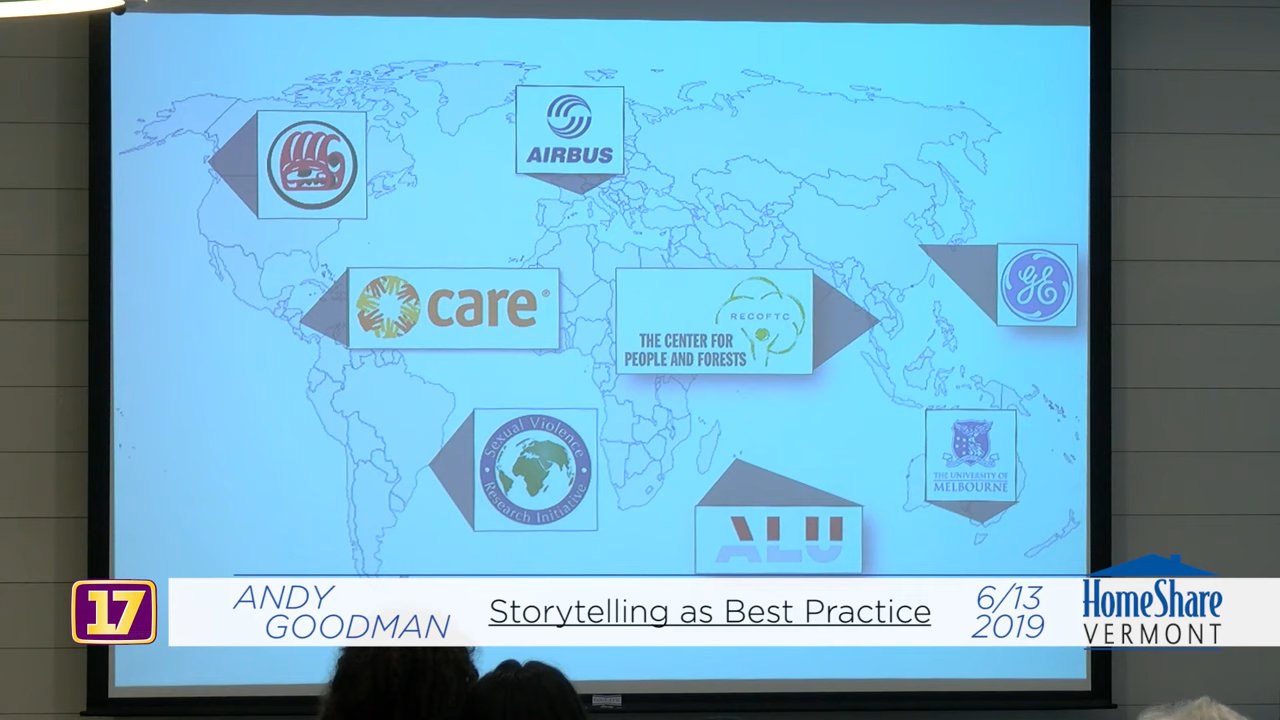 AIRBUS
care®
RECOFTC
THE CENTER FOR
PEOPLE AND FORESTS
GE
Sexual Violence
Research Initiative
THE UNIVERSITY OF
MELBOURNE
ALU
17
ANDY
GOODMAN
Storytelling as Best Practice
6/13
2019
HomeShare
VERMONT